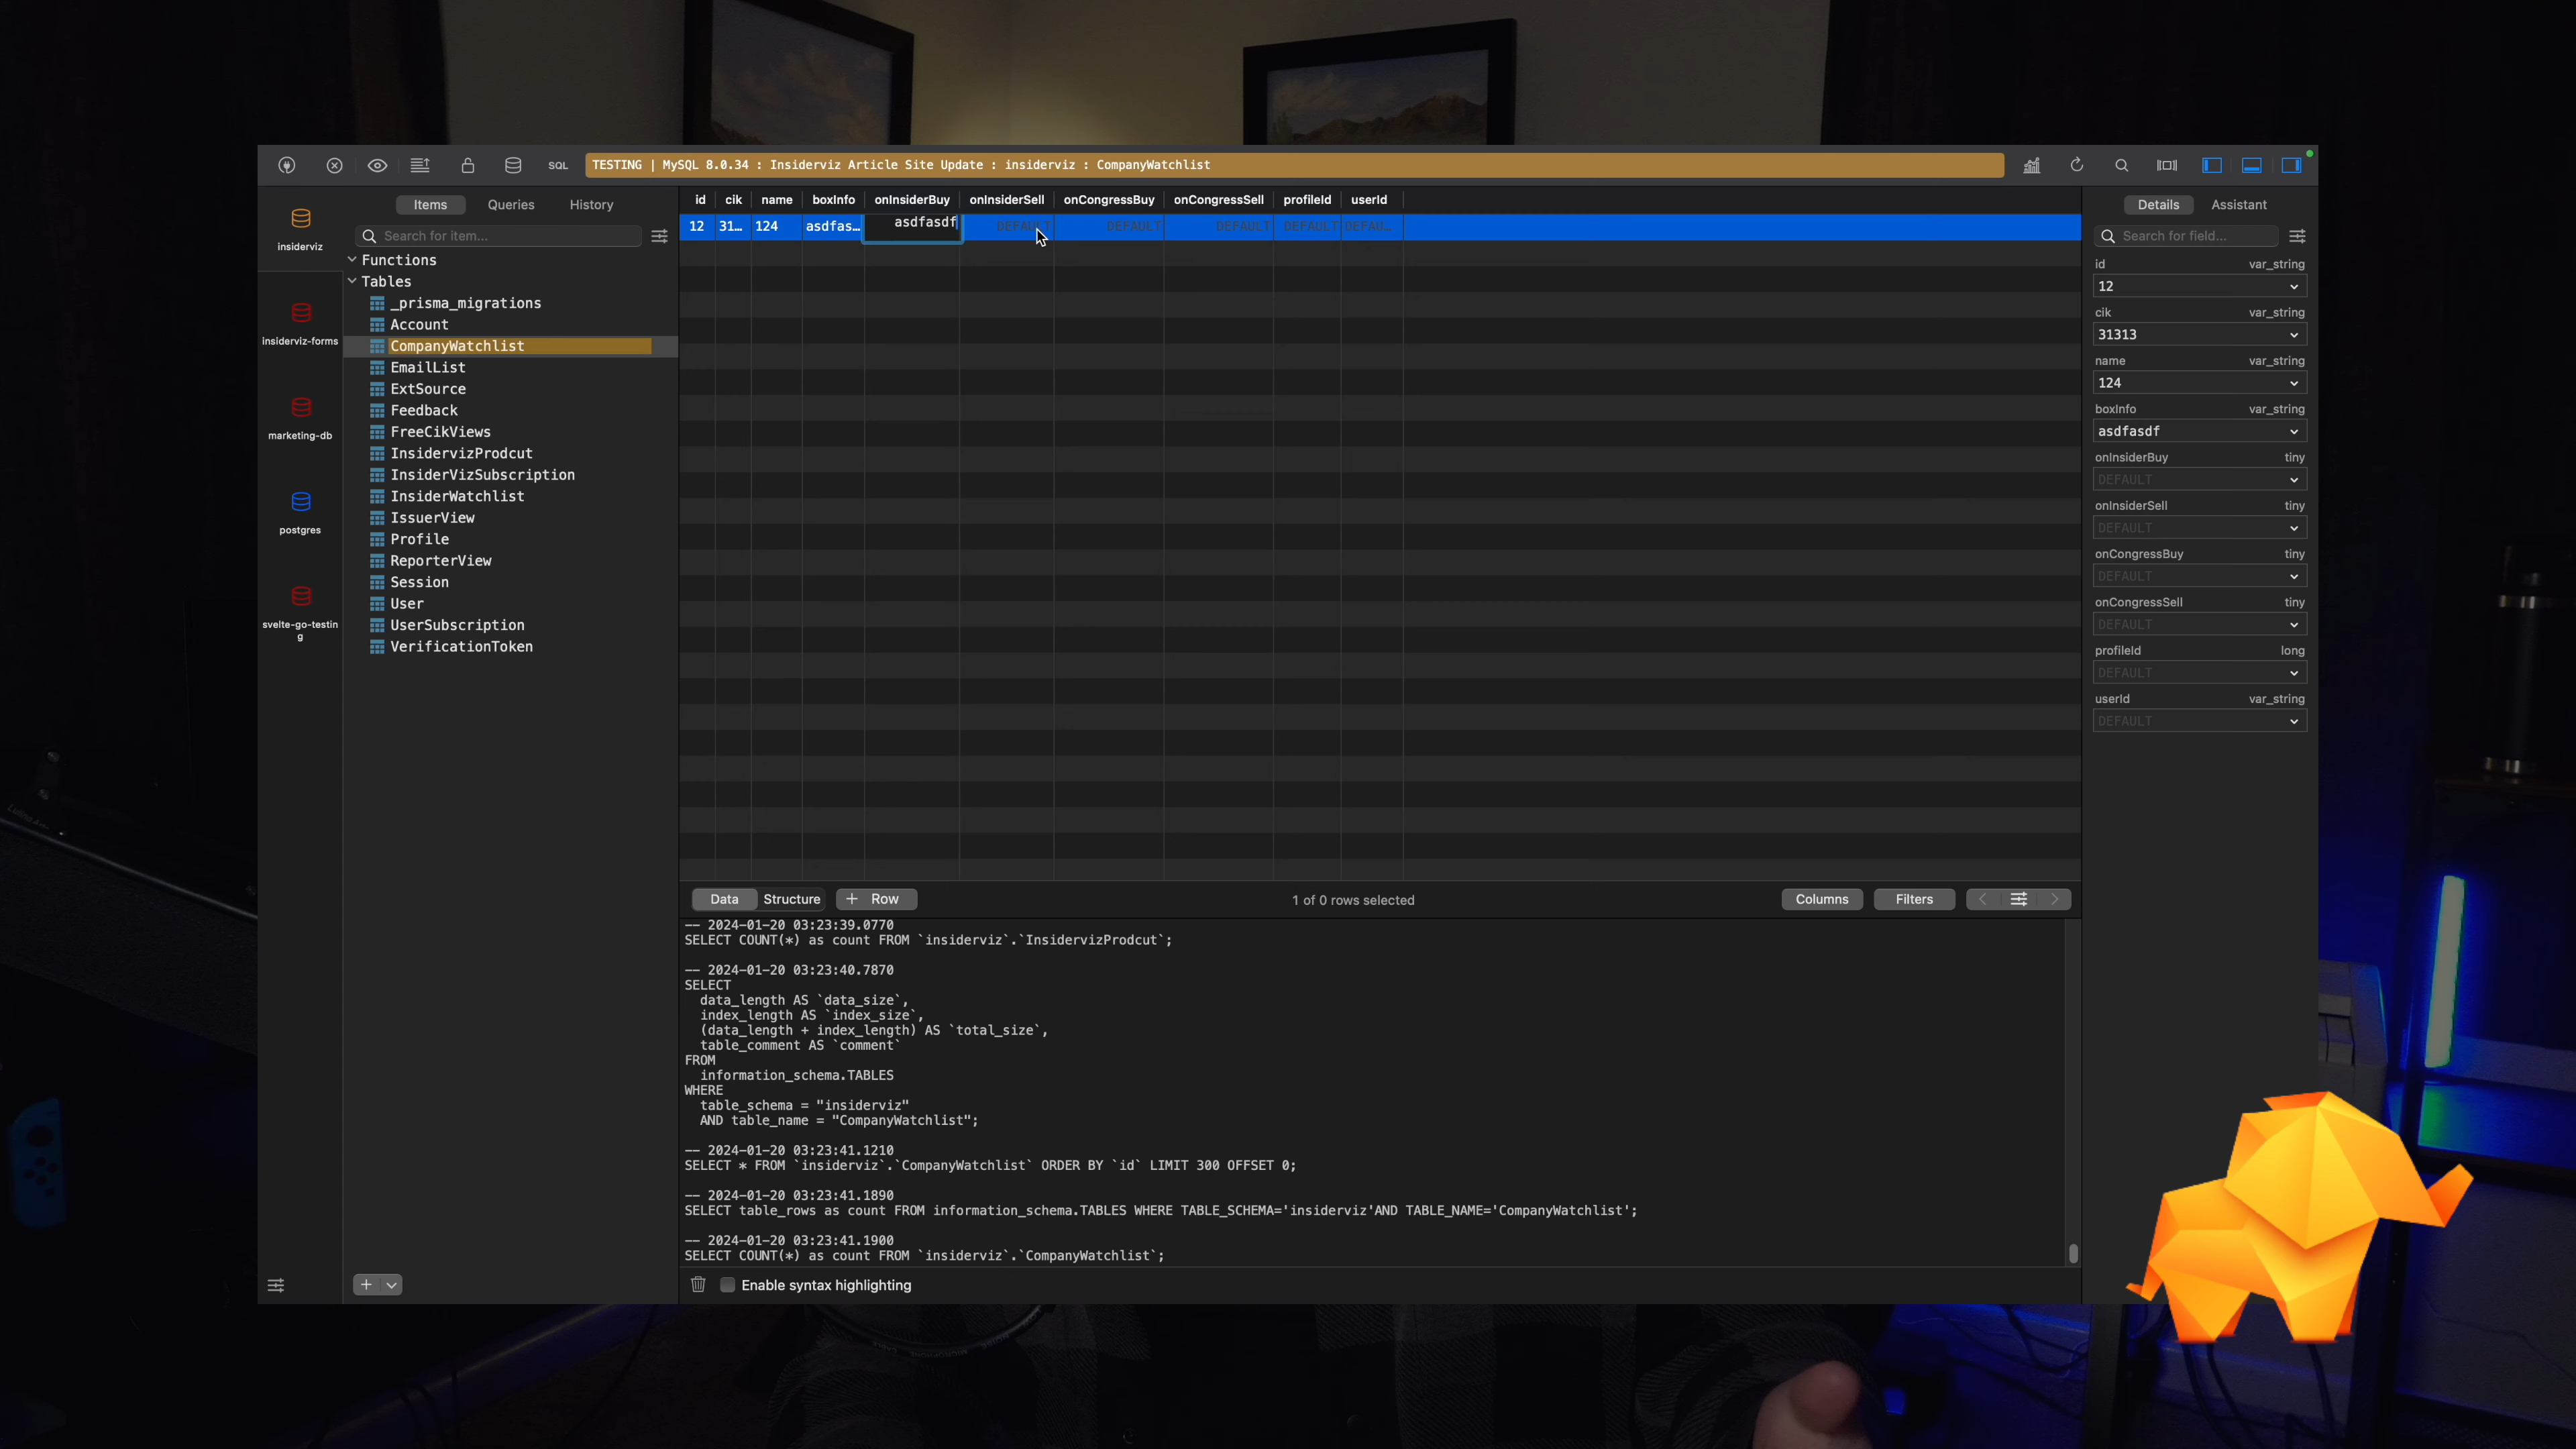 SQL
TESTING | MySQL 8.0.34 : Insiderviz Article Site Update : insiderviz : CompanyWatchlist
insiderviz
insiderviz-forms
marketing-db
postgres
svelte-go-testin
g
Items Queries History
Search for item...
Functions
Tables
_prisma_migrations
Account
CompanyWatchlist
EmailList
ExtSource
Feedback
FreeCikViews
InsidervizProdcut
InsiderVizSubscription
InsiderWatchlist
IssuerView
Profile
ReporterView
Session
User
UserSubscription
VerificationToken
id cik name boxInfo onInsiderBuy onInsiderSell onCongressBuy onCongressSell profileId userId
12 31... 124 asdfas... asdfasdf DEFAULT DEFAULT DEFAULT DEFAULT DEFAU...
Data Structure + Row 1 of 0 rows selected Columns Filters
-- 2024-01-20 03:23:39.0770
SELECT COUNT(*) as count FROM `insiderviz`.`InsidervizProdcut`;
-- 2024-01-20 03:23:40.7870
SELECT
data_length AS `data_size`,
index_length AS `index_size`,
(data_length + index_length) AS `total_size`,
table_comment AS `comment`
FROM
information_schema.TABLES
WHERE
table_schema = "insiderviz"
AND table_name = "CompanyWatchlist";
-- 2024-01-20 03:23:41.1210
SELECT * FROM `insiderviz`.`CompanyWatchlist` ORDER BY `id` LIMIT 300 OFFSET 0;
-- 2024-01-20 03:23:41.1890
SELECT table_rows as count FROM information_schema.TABLES WHERE TABLE_SCHEMA='insiderviz'AND TABLE_NAME='CompanyWatchlist';
-- 2024-01-20 03:23:41.1900
SELECT COUNT(*) as count FROM `insiderviz`.`CompanyWatchlist`;
Enable syntax highlighting
Details Assistant
Search for field...
id var_string
12
cik var_string
31313
name var_string
124
boxInfo var_string
asdfasdf
onInsiderBuy tiny
DEFAULT
onInsiderSell tiny
DEFAULT
onCongressBuy tiny
DEFAULT
onCongressSell tiny
DEFAULT
profileId long
DEFAULT
userId var_string
DEFAULT